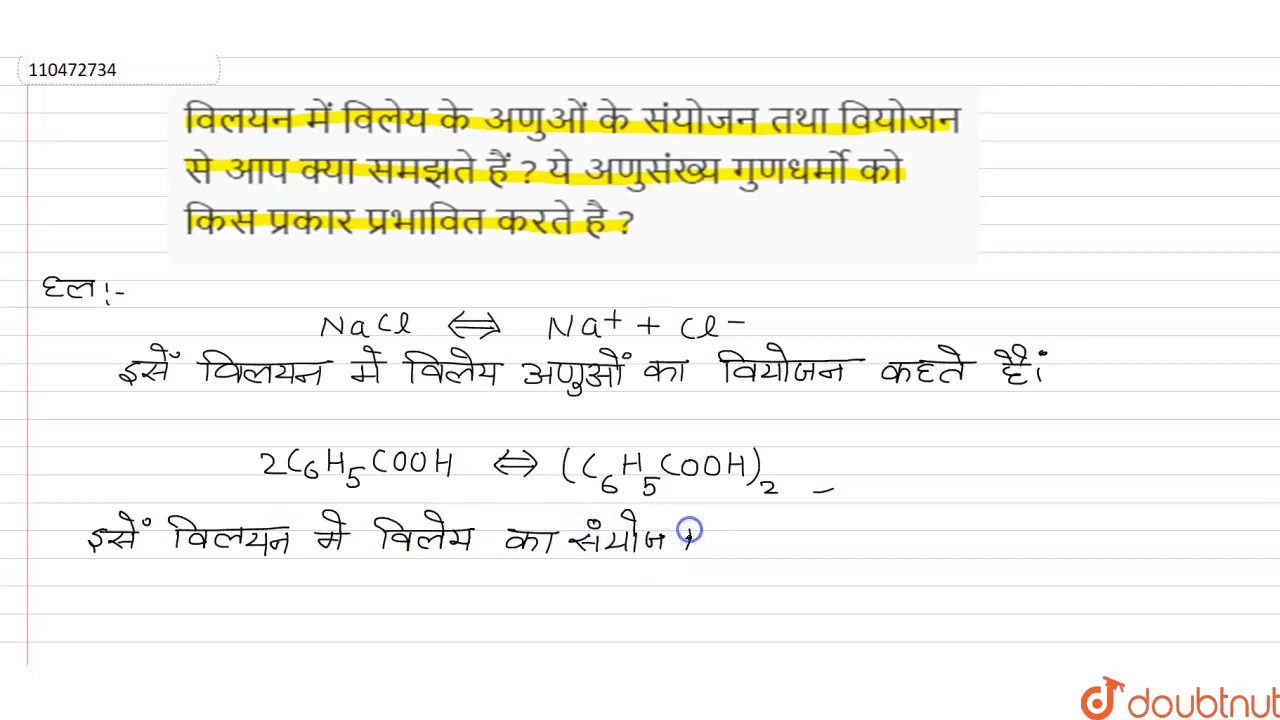 110472734
विलयन में विलेय के अणुओं के संयोजन तथा वियोजन
से आप क्या समझते हैं ? ये अणुसंख्य गुणधर्मो को
किस प्रकार प्रभावित करते है ?
हल :-
NaCl ⇔ Na+ + Cl-
इसें विलयन मे विलेय अणुओं का वियोजन कहते हैं।
2C6H5COOH ⇔ (C6H5COOH)2 -
इसें विलयन मे विलेय का संयोज
doubtnut